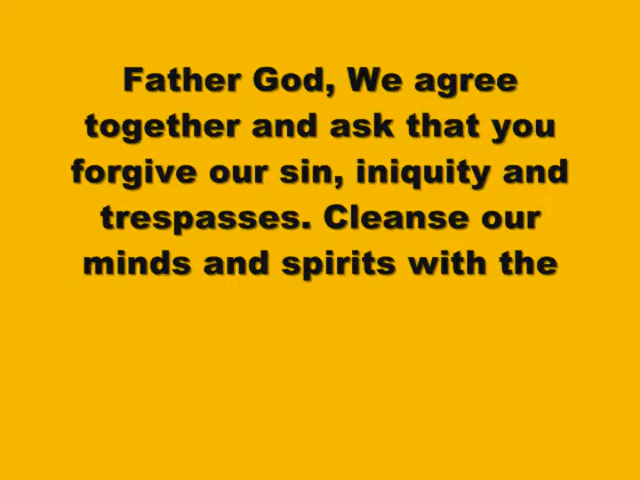 Father God, We agree
together and ask that you
forgive our sin, iniquity and
trespasses. Cleanse our
minds and spirits with the